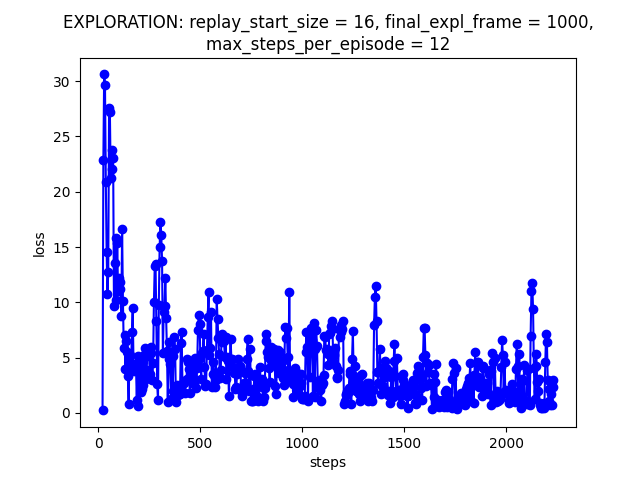 EXPLORATION: replay_start_size = 16, final_expl_frame = 1000,
max_steps_per_episode = 12
30
25
20
15
10
5
0
loss
0 500 1000 1500 2000
steps